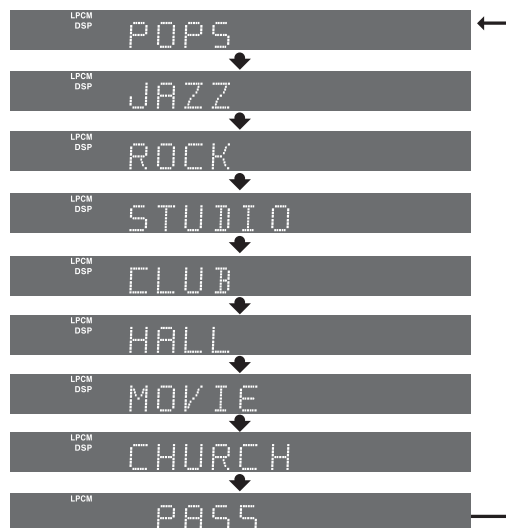 LPCM
DSP
POPS
LPCM
DSP
JAZZ
LPCM
DSP
ROCK
LPCM
DSP
STUDIO
LPCM
DSP
CLUB
LPCM
DSP
HALL
LPCM
DSP
MOVIE
LPCM
DSP
CHURCH
LPCM
PASS